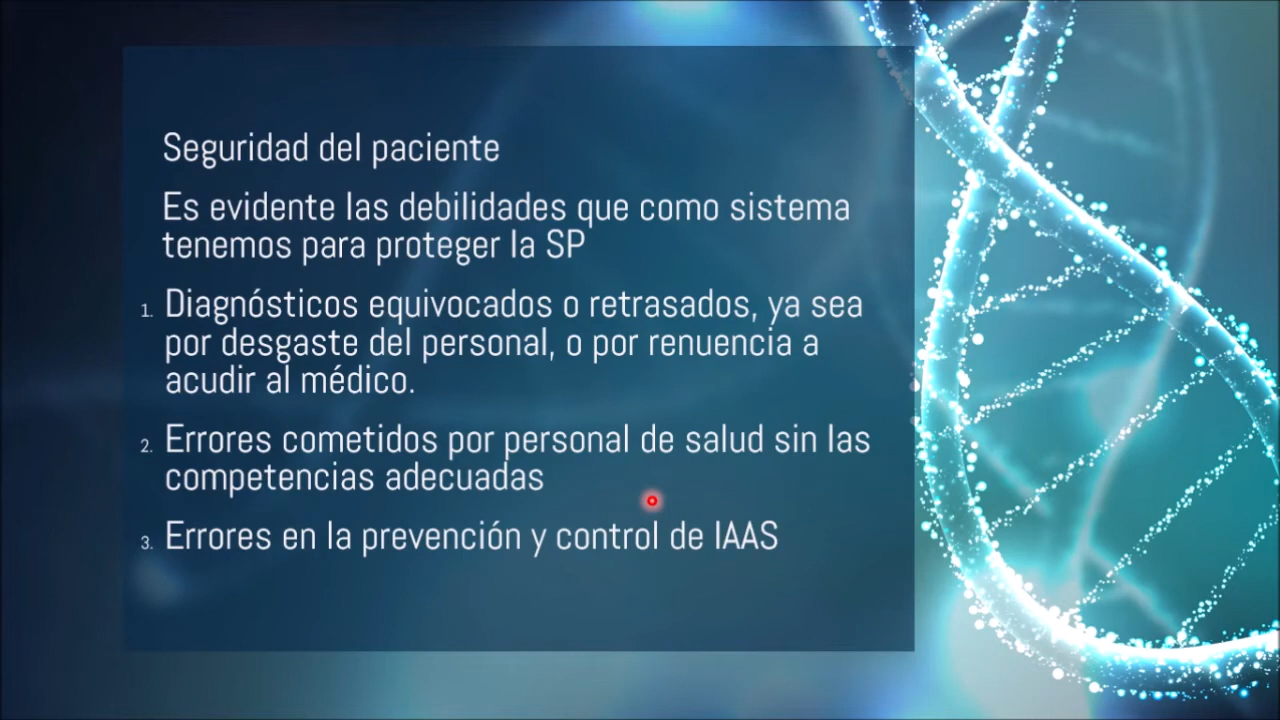 Seguridad del paciente
Es evidente las debilidades que como sistema
tenemos para proteger la SP
1. Diagnósticos equivocados o retrasados, ya sea
por desgaste del personal, o por renuencia a
acudir al médico.
2. Errores cometidos por personal de salud sin las
competencias adecuadas
3. Errores en la prevención y control de IAAS